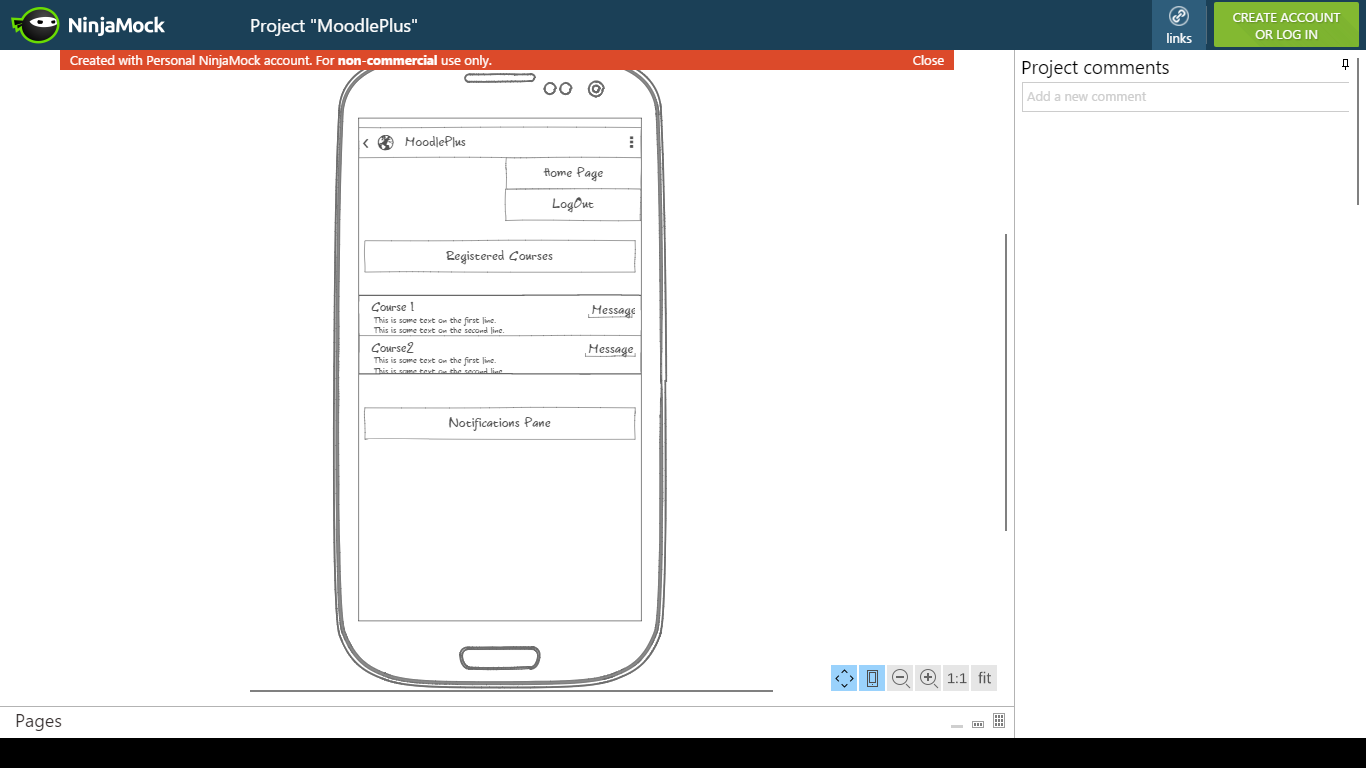 NinjaMock
Project "MoodlePlus"
links
CREATE ACCOUNT
OR LOG IN
Created with Personal NinjaMock account. For non-commercial use only.
Close
Project comments
Add a new comment
MoodlePlus
Home Page
LogOut
Registered Courses
Course 1
Message
This is some text on the first line.
This is some text on the second line.
Course2
Message
This is some text on the first line.
This is some text on the second line.
Notifications Pane
1:1
fit
Pages